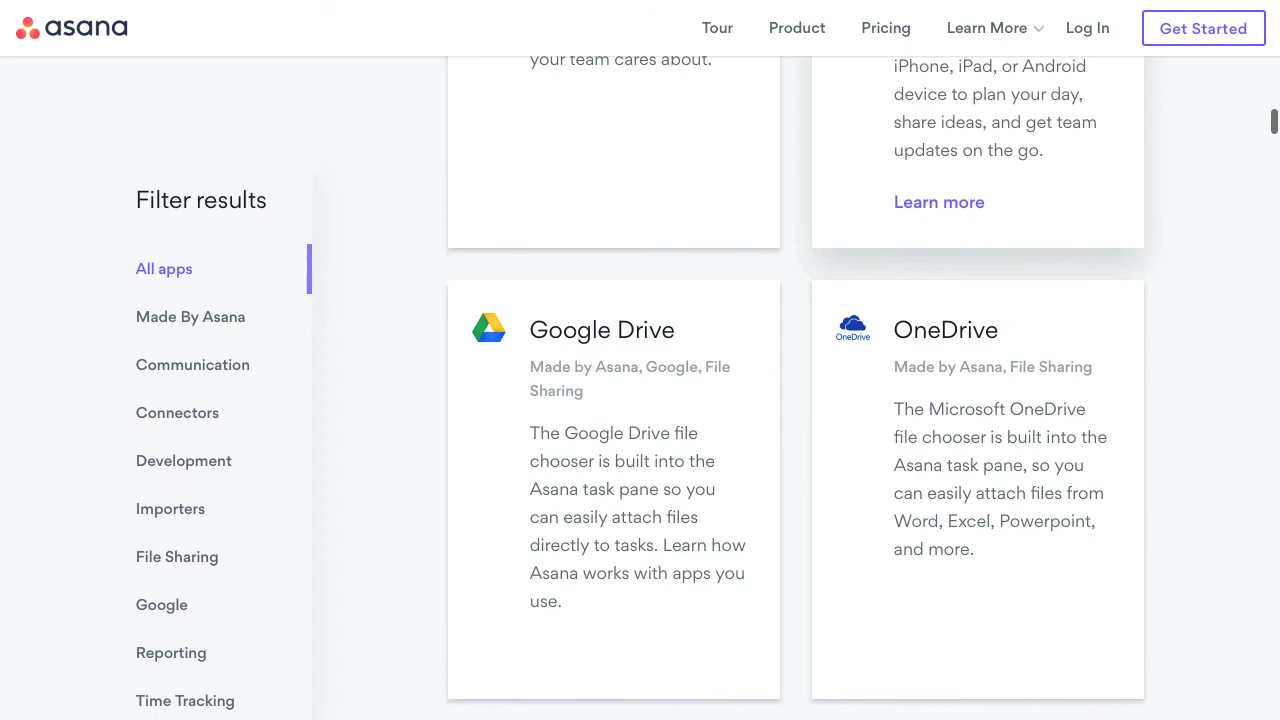 asana
Tour
Product
Pricing
Learn More
Log In
Get Started
your team cares about.
iPhone, iPad, or Android
device to plan your day,
share ideas, and get team
updates on the go.
Learn more
Filter results
All apps
Made By Asana
Communication
Connectors
Development
Importers
File Sharing
Google
Reporting
Time Tracking
Google Drive
Made by Asana, Google, File
Sharing
The Google Drive file
chooser is built into the
Asana task pane so you
can easily attach files
directly to tasks. Learn how
Asana works with apps you
use.
OneDrive
OneDrive
Made by Asana, File Sharing
The Microsoft OneDrive
file chooser is built into the
Asana task pane, so you
can easily attach files from
Word, Excel, Powerpoint,
and more.